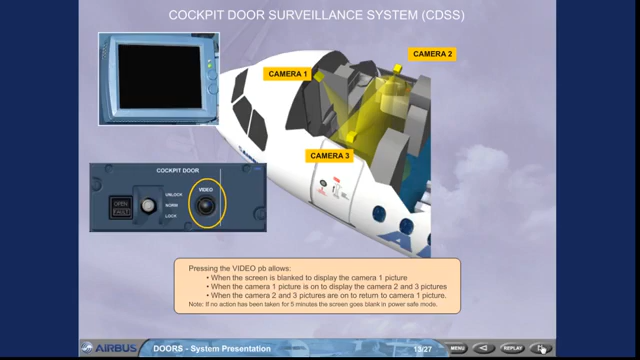 COCKPIT DOOR SURVEILLANCE SYSTEM (CDSS)
CAMERA 2
CAMERA 1
CAMERA 3
COCKPIT DOOR
VIDEO
UNLOCK
OPEN
NORM
FAULT
LOCK
Pressing the VIDEO pb allows:
• When the screen is blanked to display the camera 1 picture
• When the camera 1 picture is on to display the camera 2 and 3 pictures
• When the camera 2 and 3 pictures are on to return to camera 1 picture.
Note: If no action has been taken for 5 minutes the screen goes blank in power safe mode.
AIRBUS DOORS - System Presentation 13/27 MENU REPLAY